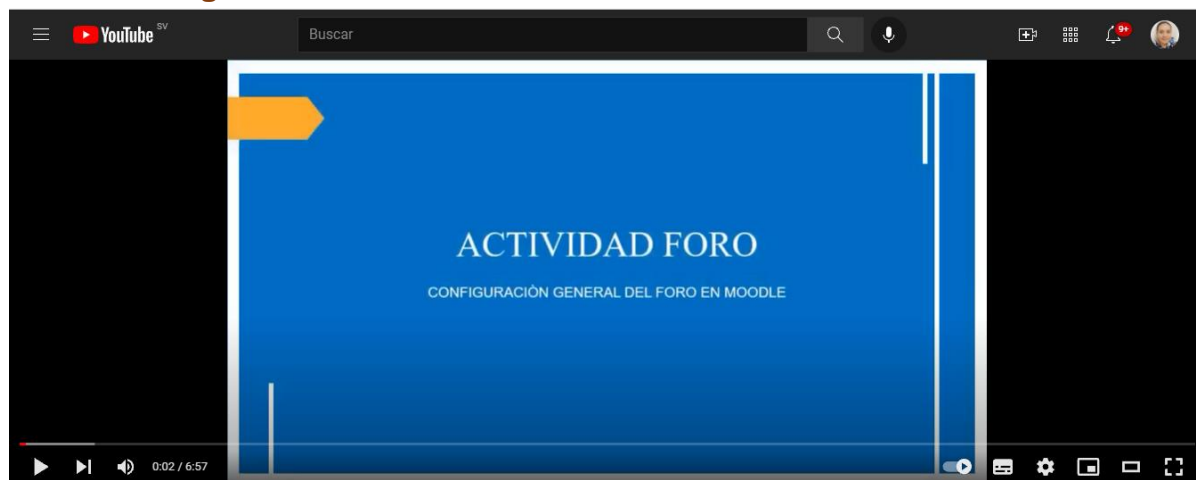 YouTube SV
Buscar
9+
ACTIVIDAD FORO
CONFIGURACIÒN GENERAL DEL FORO EN MOODLE
0:02 / 6:57